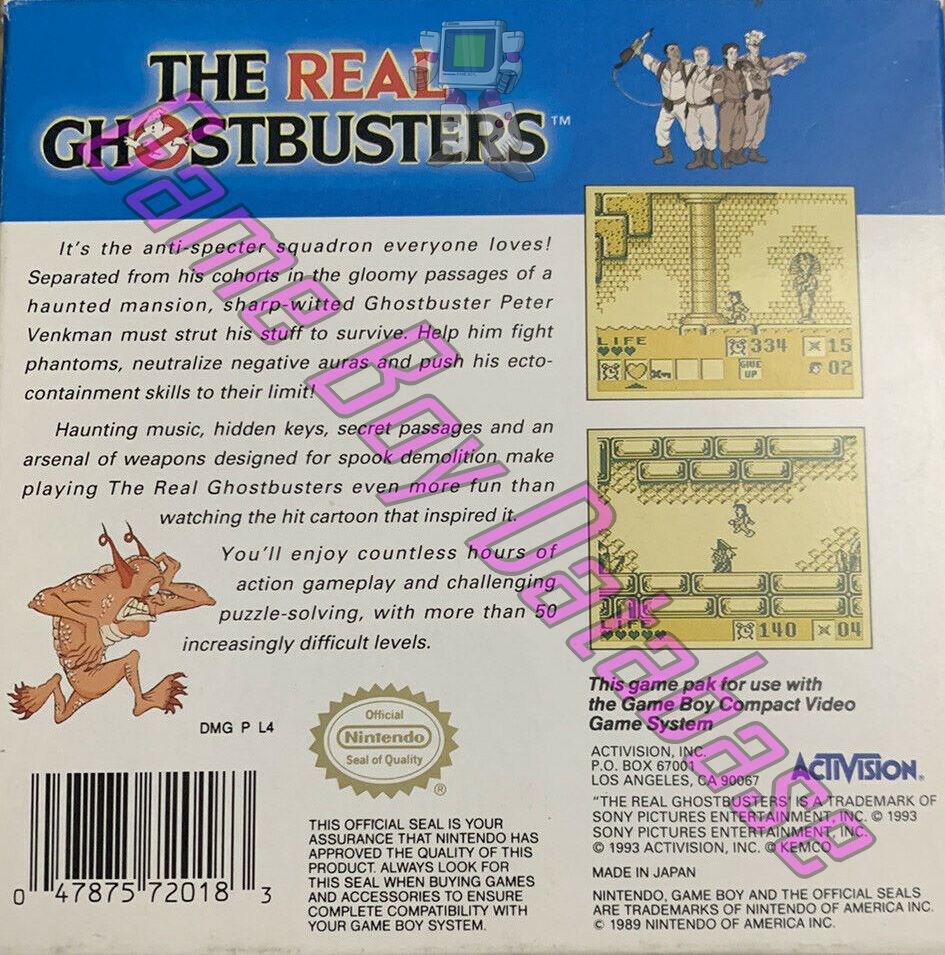 THE REAL
GHOSTBUSTERS™
It's the anti-specter squadron everyone loves!
Separated from his cohorts in the gloomy passages of a
haunted mansion, sharp-witted Ghostbuster Peter
Venkman must strut his stuff to survive. Help him fight
phantoms, neutralize negative auras and push his ecto-
containment skills to their limit!
Haunting music, hidden keys, secret passages and an
arsenal of weapons designed for spook demolition make
playing The Real Ghostbusters even more fun than
watching the hit cartoon that inspired it.
You'll enjoy countless hours of
action gameplay and challenging
puzzle-solving, with more than 50
increasingly difficult levels.
DMG P L4
LIFE
334
15
GIVE
UP
02
LIFE
140
04
Game Boy Database
Official
Nintendo
Seal of Quality
®
THIS OFFICIAL SEAL IS YOUR
ASSURANCE THAT NINTENDO HAS
APPROVED THE QUALITY OF THIS
PRODUCT. ALWAYS LOOK FOR
THIS SEAL WHEN BUYING GAMES
AND ACCESSORIES TO ENSURE
COMPLETE COMPATIBILITY WITH
YOUR GAME BOY SYSTEM.
0 47875 72018 3
This game pak for use with
the Game Boy Compact Video
Game System
ACTIVISION, INC.
P.O. BOX 67001
LOS ANGELES, CA 90067
ACTIVISION®
"THE REAL GHOSTBUSTERS" IS A TRADEMARK OF
SONY PICTURES ENTERTAINMENT, INC. © 1993
SONY PICTURES ENTERTAINMENT, INC.
© 1993 ACTIVISION, INC. © KEMCO
MADE IN JAPAN
NINTENDO, GAME BOY AND THE OFFICIAL SEALS
ARE TRADEMARKS OF NINTENDO OF AMERICA INC.
© 1989 NINTENDO OF AMERICA INC.